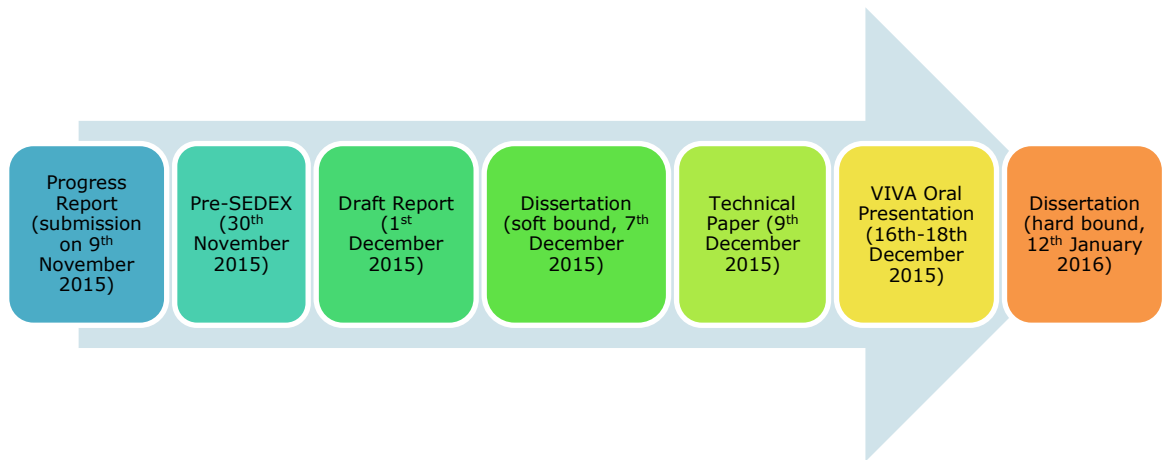 Progress
Report
(submission
on 9th
November
2015)
Pre-SEDEX
(30th
November
2015)
Draft Report
(1st
December
2015)
Dissertation
(soft bound, 7th
December
2015)
Technical
Paper (9th
December
2015)
VIVA Oral
Presentation
(16th-18th
December
2015)
Dissertation
(hard bound,
12th January
2016)